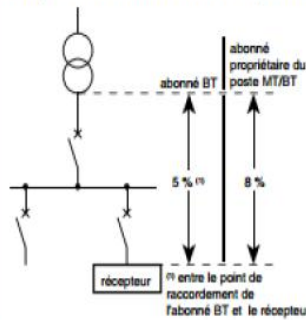 abonné
propriétaire du
poste MT/BT
abonné BT
5 % (1)
8 %
récepteur
(1) entre le point de
raccordement de
l'abonné BT et le récepteu